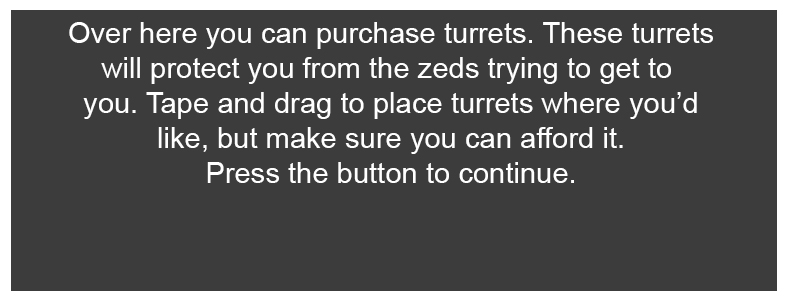 Over here you can purchase turrets. These turrets
will protect you from the zeds trying to get to
you. Tape and drag to place turrets where you’d
like, but make sure you can afford it.
Press the button to continue.